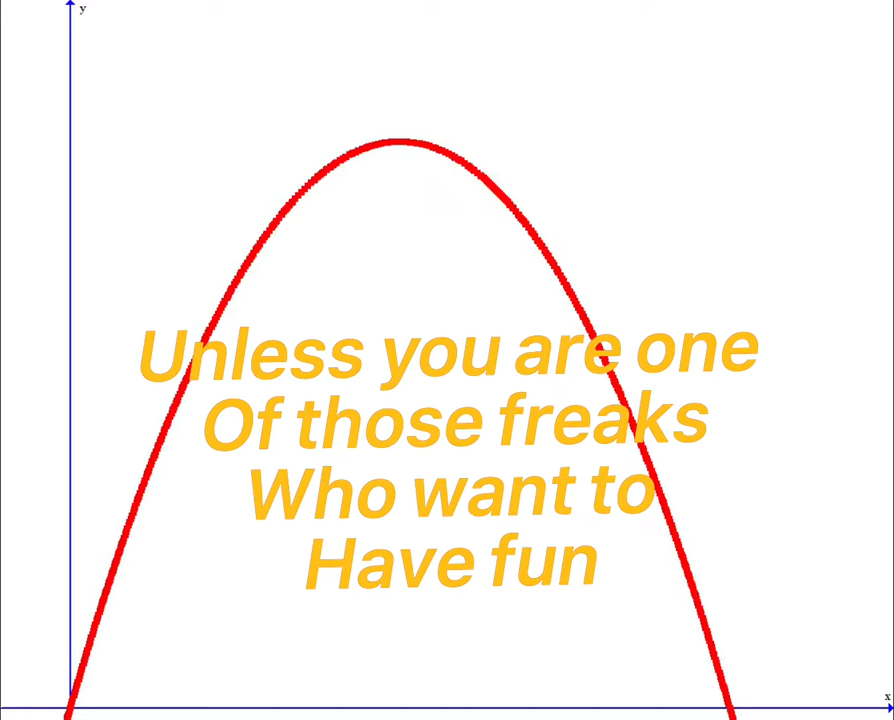 y
Unless you are one
Of those freaks
Who want to
Have fun
x